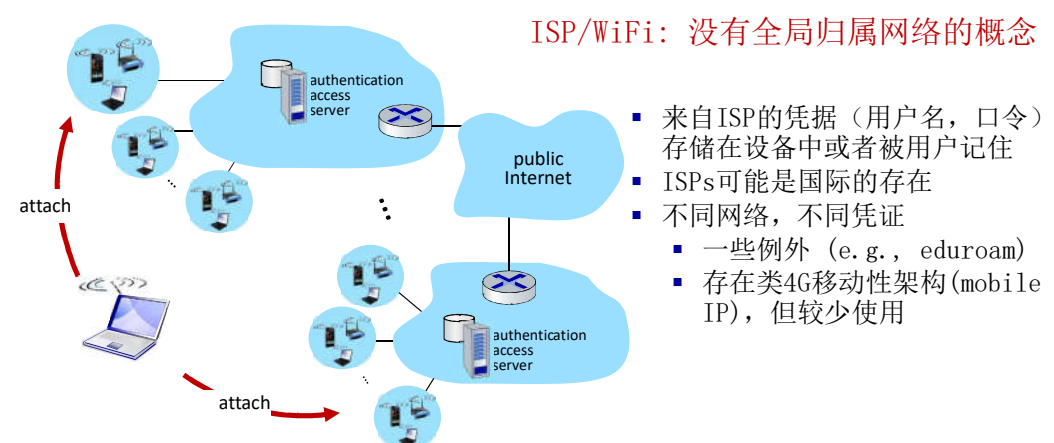 ISP/WiFi: 没有全局归属网络的概念
authentication
access
server
public
Internet
attach
authentication
access
server
attach
▪ 来自ISP的凭据（用户名，口令）
存储在设备中或者被用户记住
▪ ISPs可能是国际的存在
▪ 不同网络，不同凭证
▪ 一些例外 (e.g., eduroam)
▪ 存在类4G移动性架构(mobile
IP)，但较少使用